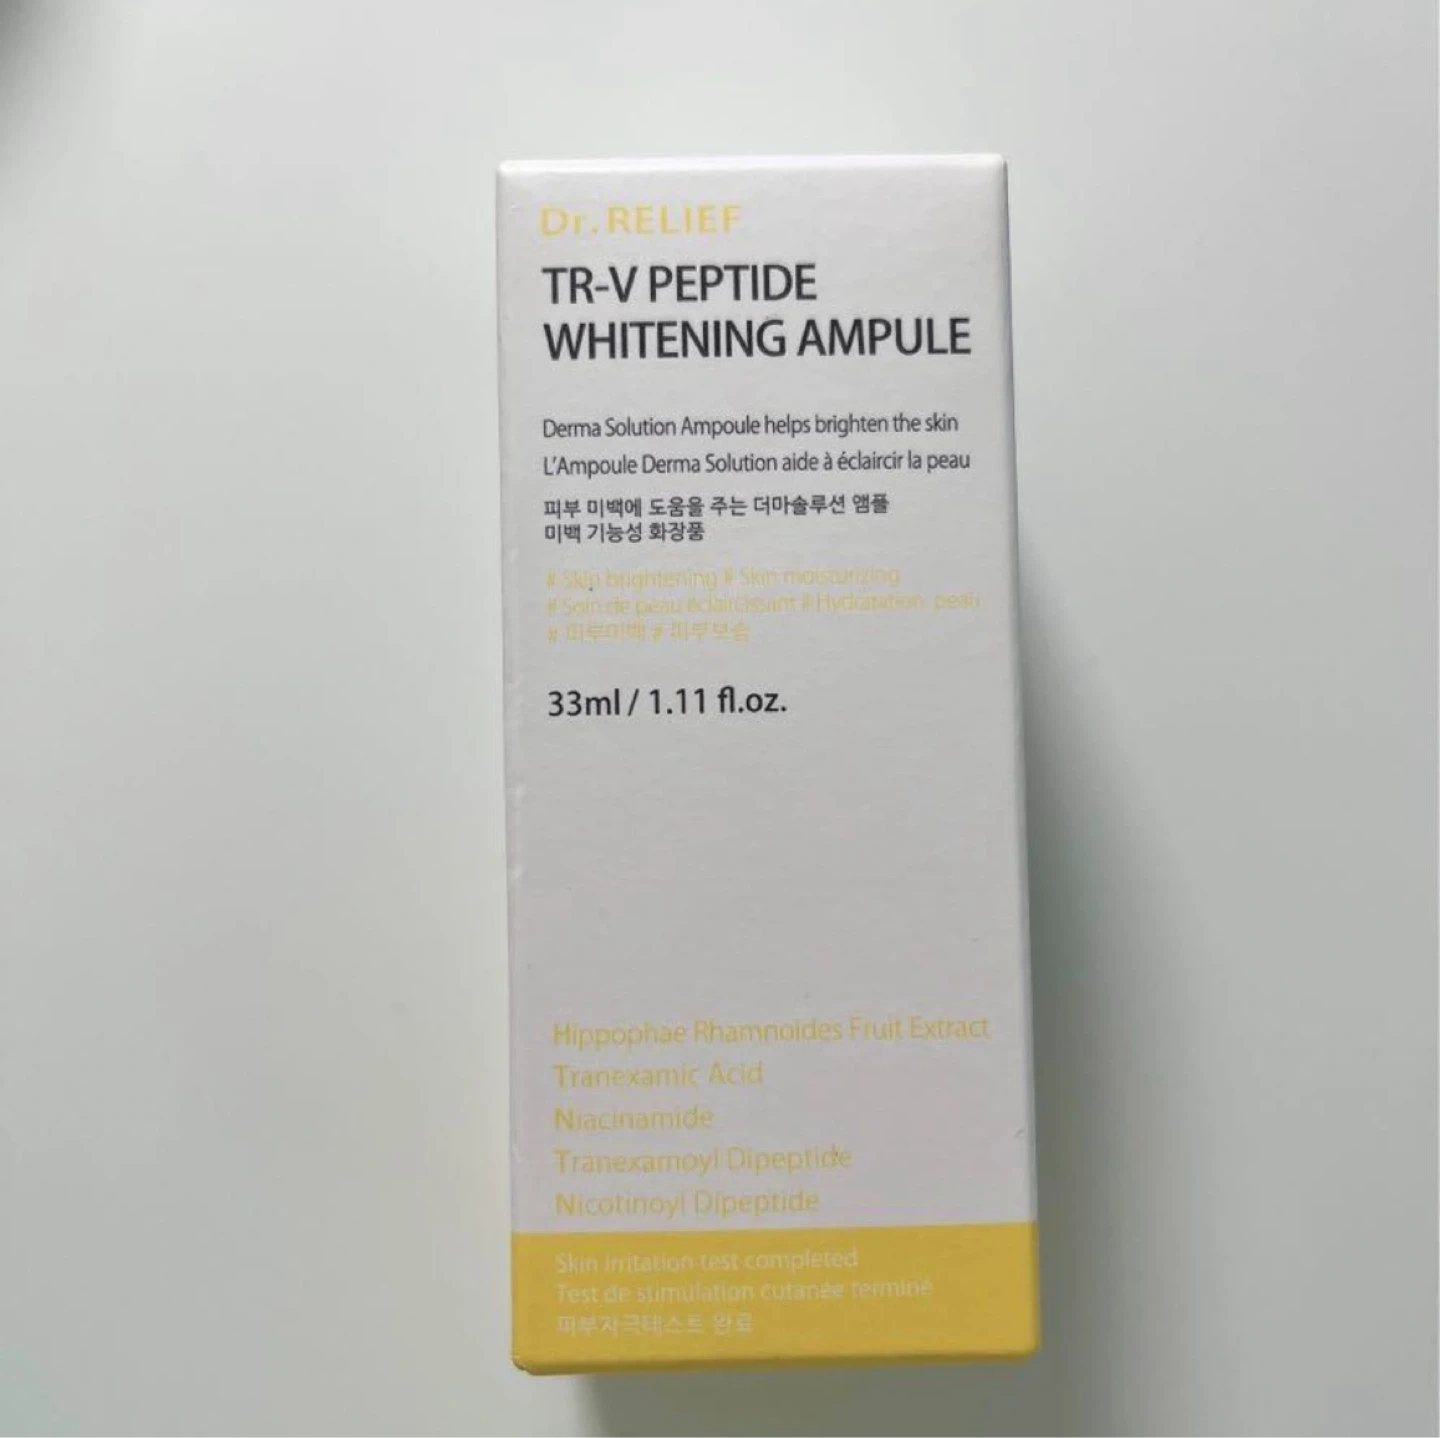 Dr.RELIEF
TR-V PEPTIDE
WHITENING AMPULE
Derma Solution Ampoule helps brighten the skin
L'Ampoule Derma Solution aide à éclaircir la peau
피부 미백에 도움을 주는 더마솔루션 앰플
미백 기능성 화장품
# Skin brightening # Skin moisturizing
# Soin de peau éclaircissant # Hydratation peau
# 피부미백 # 피부보습
33ml / 1.11 fl.oz.
Hippophae Rhamnoides Fruit Extract
Tranexamic Acid
Niacinamide
Tranexamoyl Dipeptide
Nicotinoyl Dipeptide
Skin irritation test completed
Test de stimulation cutanée terminé
피부자극테스트 완료